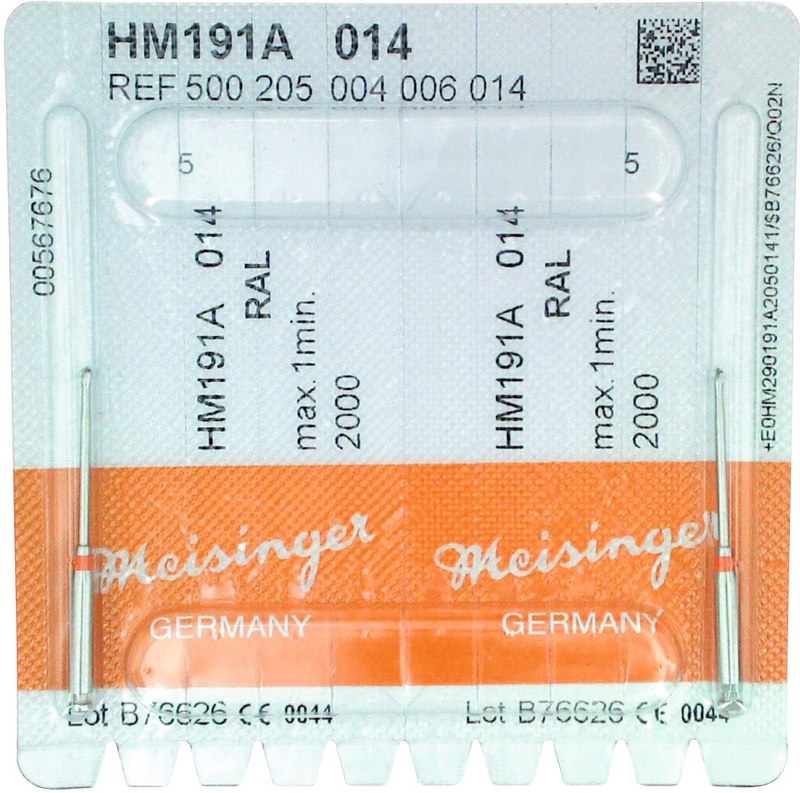 HM191A 014
REF 500 205 004 006 014
5
5
00567676
HM191A 014
RAL
max.1min.
2000
HM191A 014
RAL
max.1min.
2000
+E0HM290191A2050141/$B76626/Q02N
Meisinger
Meisinger
GERMANY
GERMANY
Lot B76626 CE 0044
Lot B76626 CE 0044